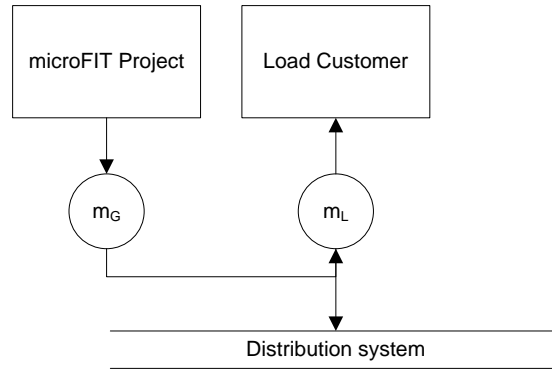 microFIT Project
Load Customer
mG
mL
Distribution system